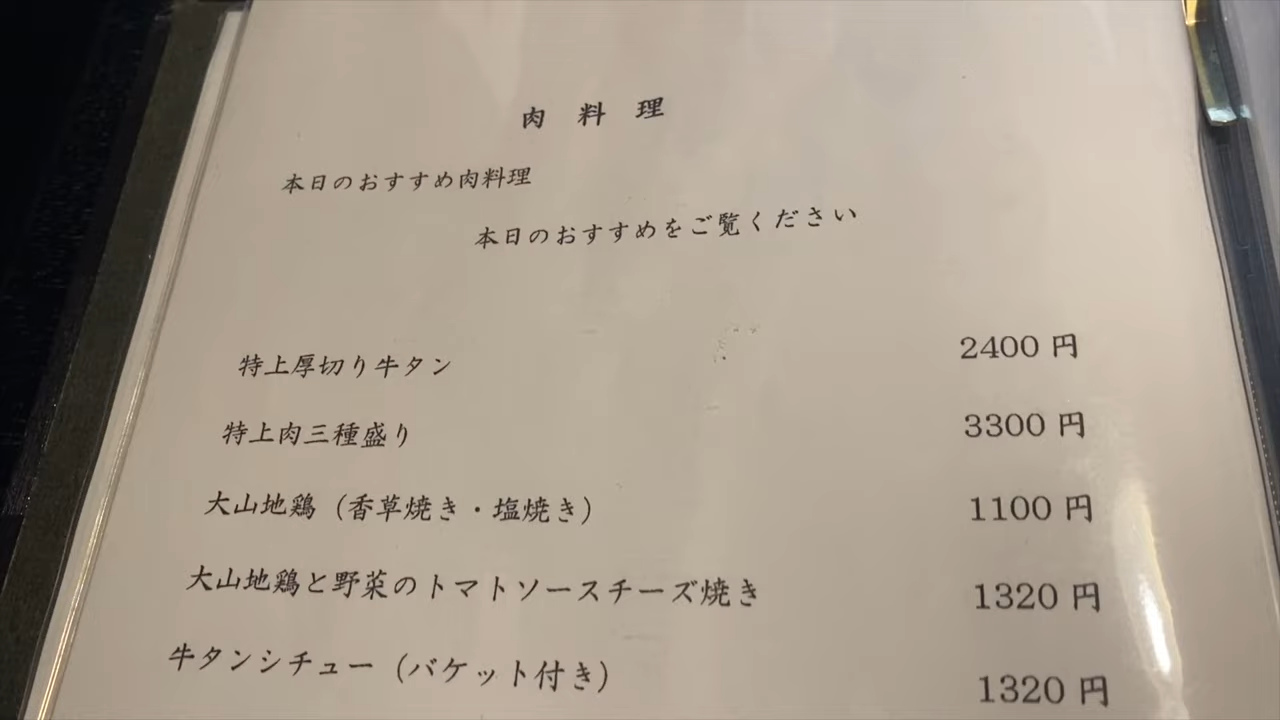 肉料理
本日のおすすめ肉料理
本日のおすすめをご覧ください
特上厚切り牛タン 2400円
特上肉三種盛り 3300円
大山地鶏（香草焼き・塩焼き） 1100円
大山地鶏と野菜のトマトソースチーズ焼き 1320円
牛タンシチュー（バケット付き） 1320円